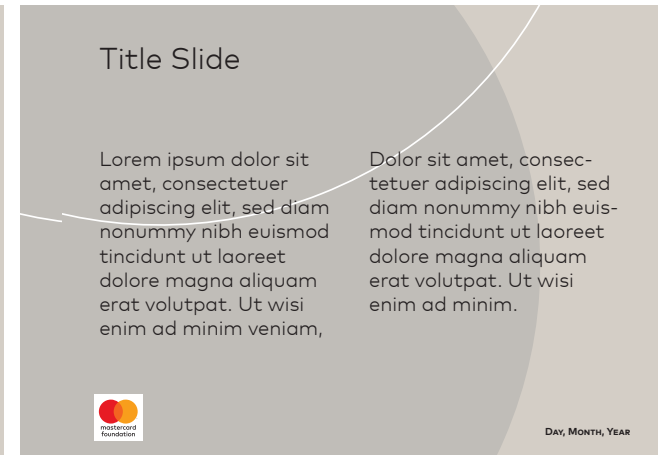 Title Slide
Lorem ipsum dolor sit
amet, consectetuer
adipiscing elit, sed diam
nonummy nibh euismod
tincidunt ut laoreet
dolore magna aliquam
erat volutpat. Ut wisi
enim ad minim veniam,
Dolor sit amet, consec-
tetuer adipiscing elit, sed
diam nonummy nibh euis-
mod tincidunt ut laoreet
dolore magna aliquam
erat volutpat. Ut wisi
enim ad minim.
mastercard
foundation
Day, Month, Year